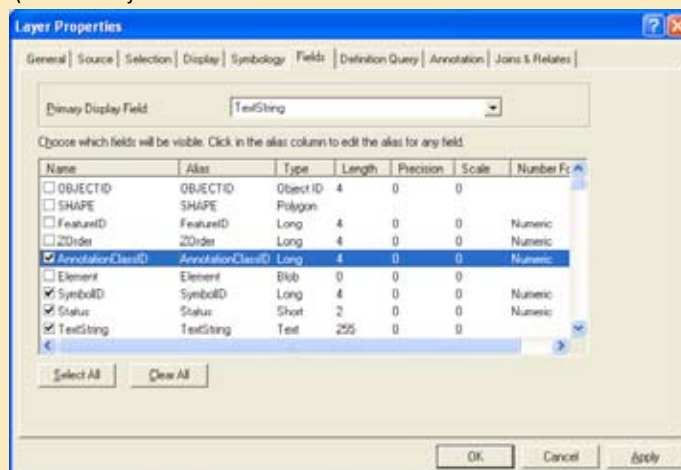 Layer Properties
General Source Selection Display Symbology Fields Definition Query Annotation Joins & Relates
Primary Display Field: TextString
Choose which fields will be visible. Click in the alias column to edit the alias for any field.
Name Alias Type Length Precision Scale Number Fo
OBJECTID OBJECTID Object ID 4 0 0
SHAPE SHAPE Polygon
FeatureID FeatureID Long 4 0 0 Numeric
ZOrder ZOrder Long 4 0 0 Numeric
AnnotationClassID AnnotationClassID Long 4 0 0 Numeric
Element Element Blob 0 0 0
SymbolID SymbolID Long 4 0 0 Numeric
Status Status Short 2 0 0 Numeric
TextString TextString Text 255 0 0
Select All Clear All
OK Cancel Apply